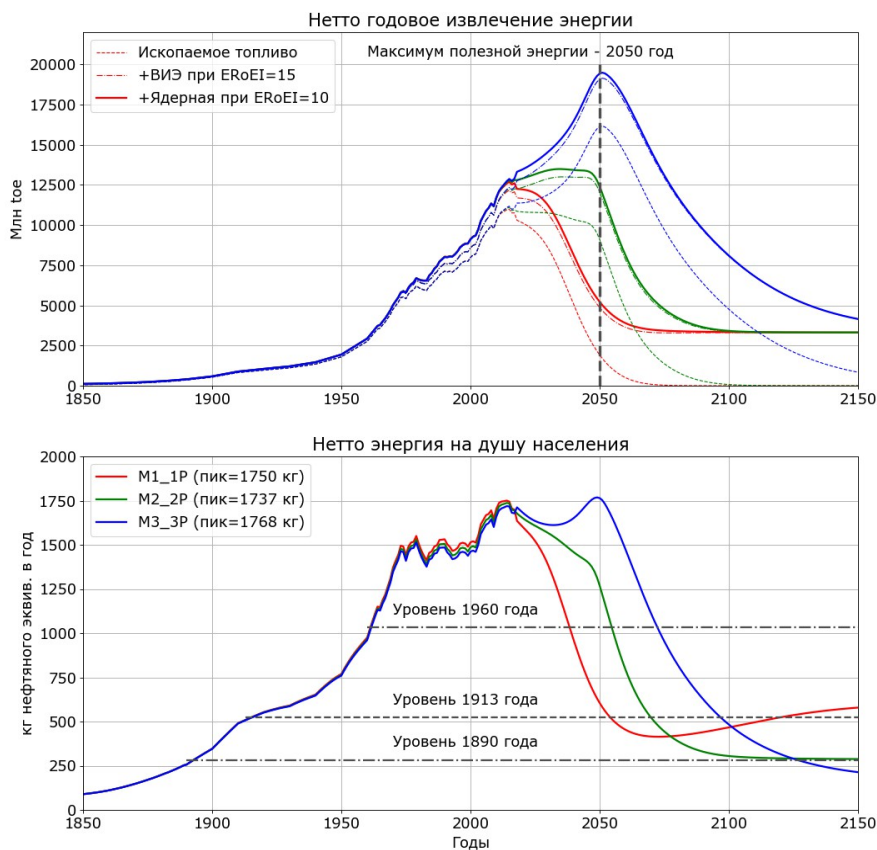 Нетто годовое извлечение энергии
Ископаемое топливо
+ВИЭ при ERoEI=15
+Ядерная при ERoEI=10
Максимум полезной энергии - 2050 год
Млн toe
20000
17500
15000
12500
10000
7500
5000
2500
0
1850 1900 1950 2000 2050 2100 2150
Нетто энергия на душу населения
M1_1P (пик=1750 кг)
M2_2P (пик=1737 кг)
M3_3P (пик=1768 кг)
кг нефтяного эквив. в год
2000
1750
1500
1250
1000
750
500
250
0
Уровень 1960 года
Уровень 1913 года
Уровень 1890 года
1850 1900 1950 2000 2050 2100 2150
Годы